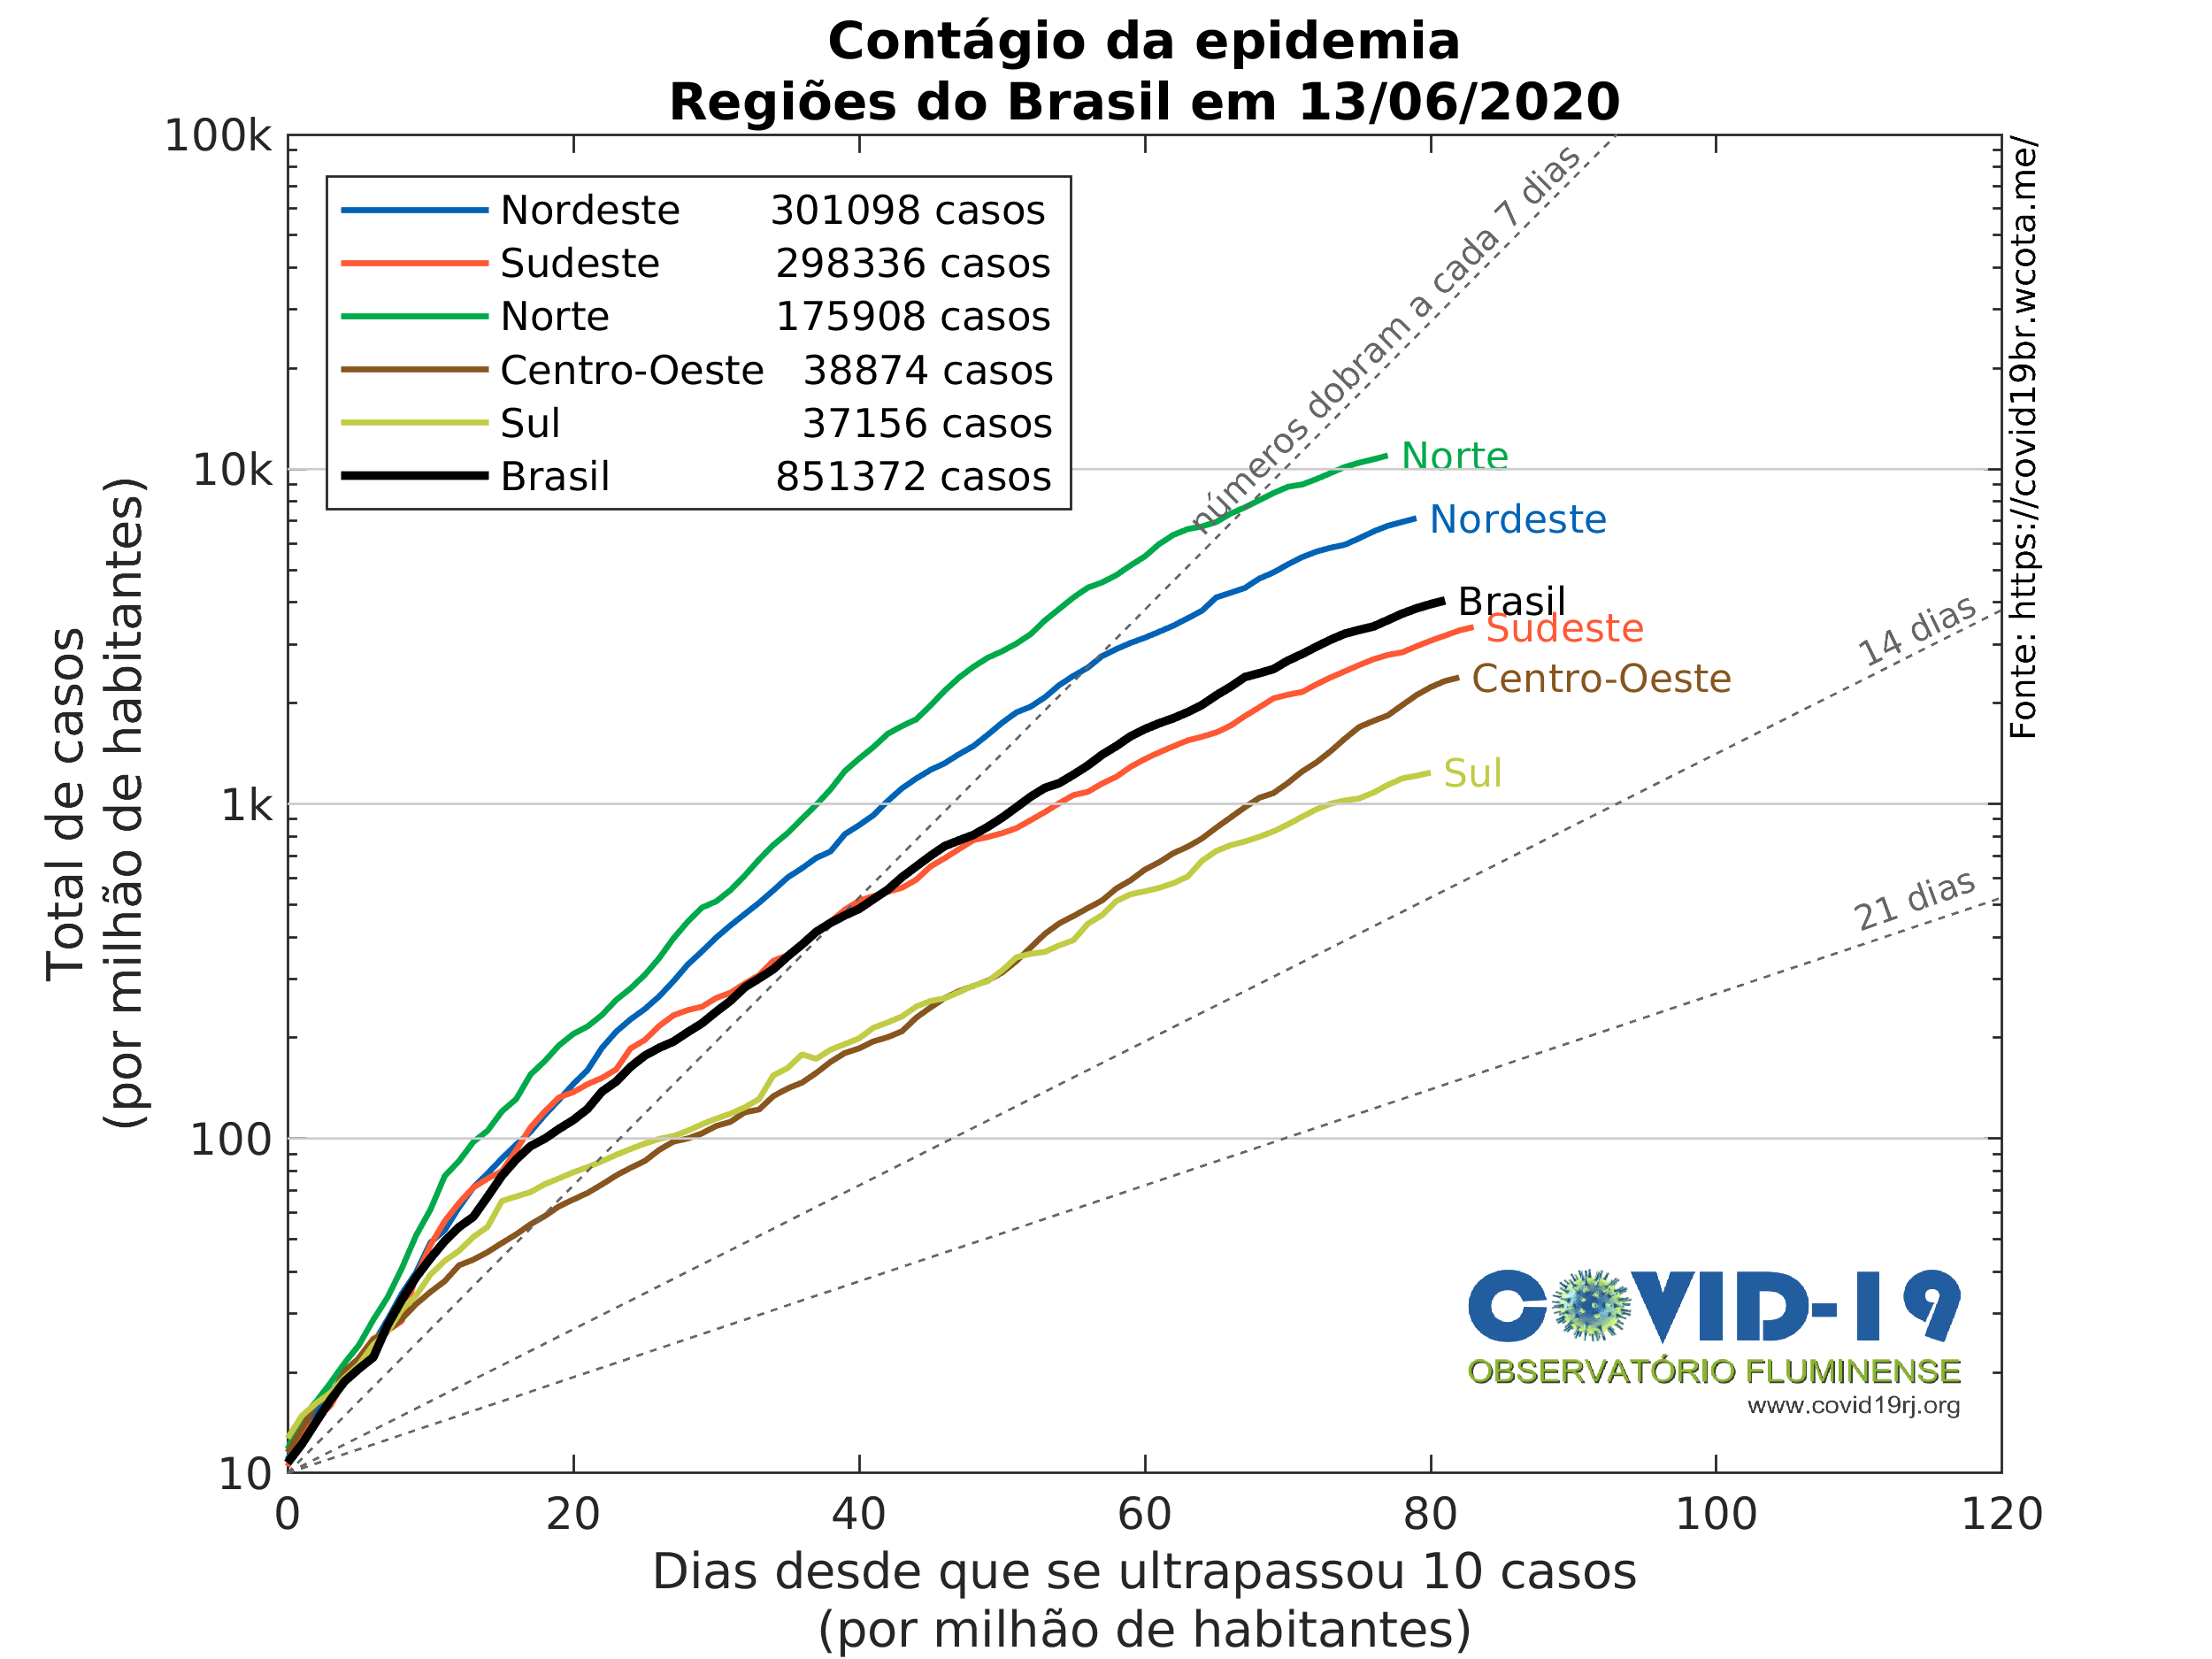 Contágio da epidemia
Regiões do Brasil em 13/06/2020
100k
10k
1k
100
10
Total de casos
(por milhão de habitantes)
Nordeste 301098 casos
Sudeste 298336 casos
Norte 175908 casos
Centro-Oeste 38874 casos
Sul 37156 casos
Brasil 851372 casos
números dobram a cada 7 dias
14 dias
21 dias
Norte
Nordeste
Brasil
Sudeste
Centro-Oeste
Sul
Fonte: https://covid19br.wcota.me/
COVID-19
OBSERVATÓRIO FLUMINENSE
www.covid19rj.org
0 20 40 60 80 100 120
Dias desde que se ultrapassou 10 casos
(por milhão de habitantes)